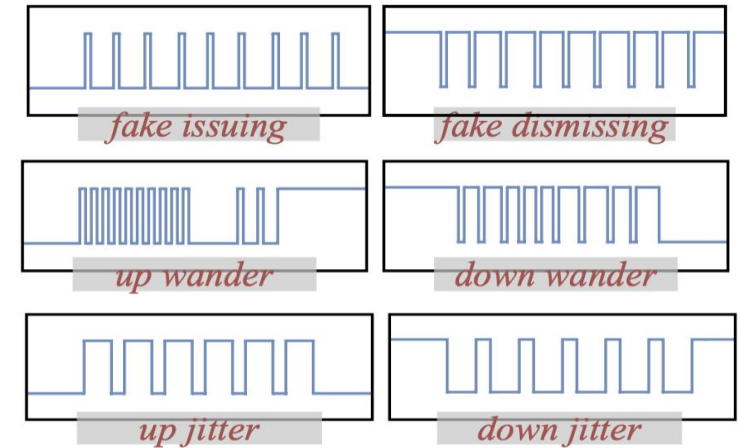 fake issuing
fake dismissing
up wander
down wander
up jitter
down jitter